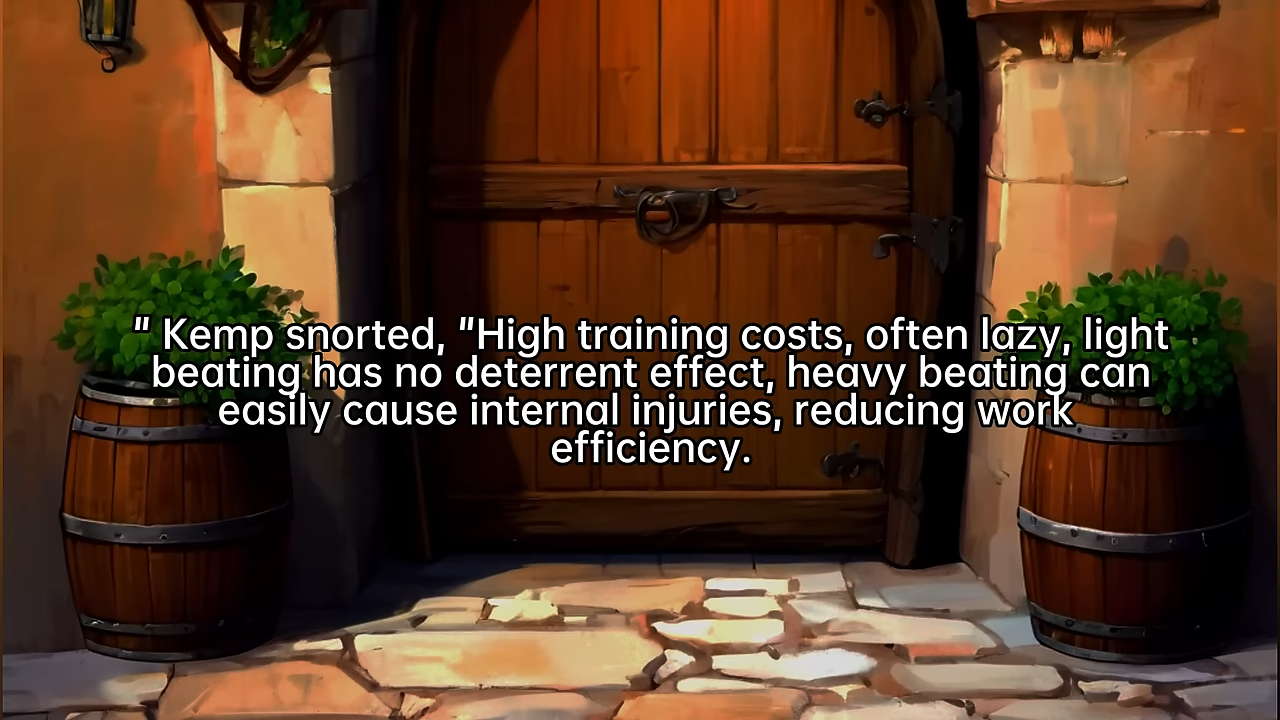 " Kemp snorted, "High training costs, often lazy, light
beating has no deterrent effect, heavy beating can
easily cause internal injuries, reducing work
efficiency.